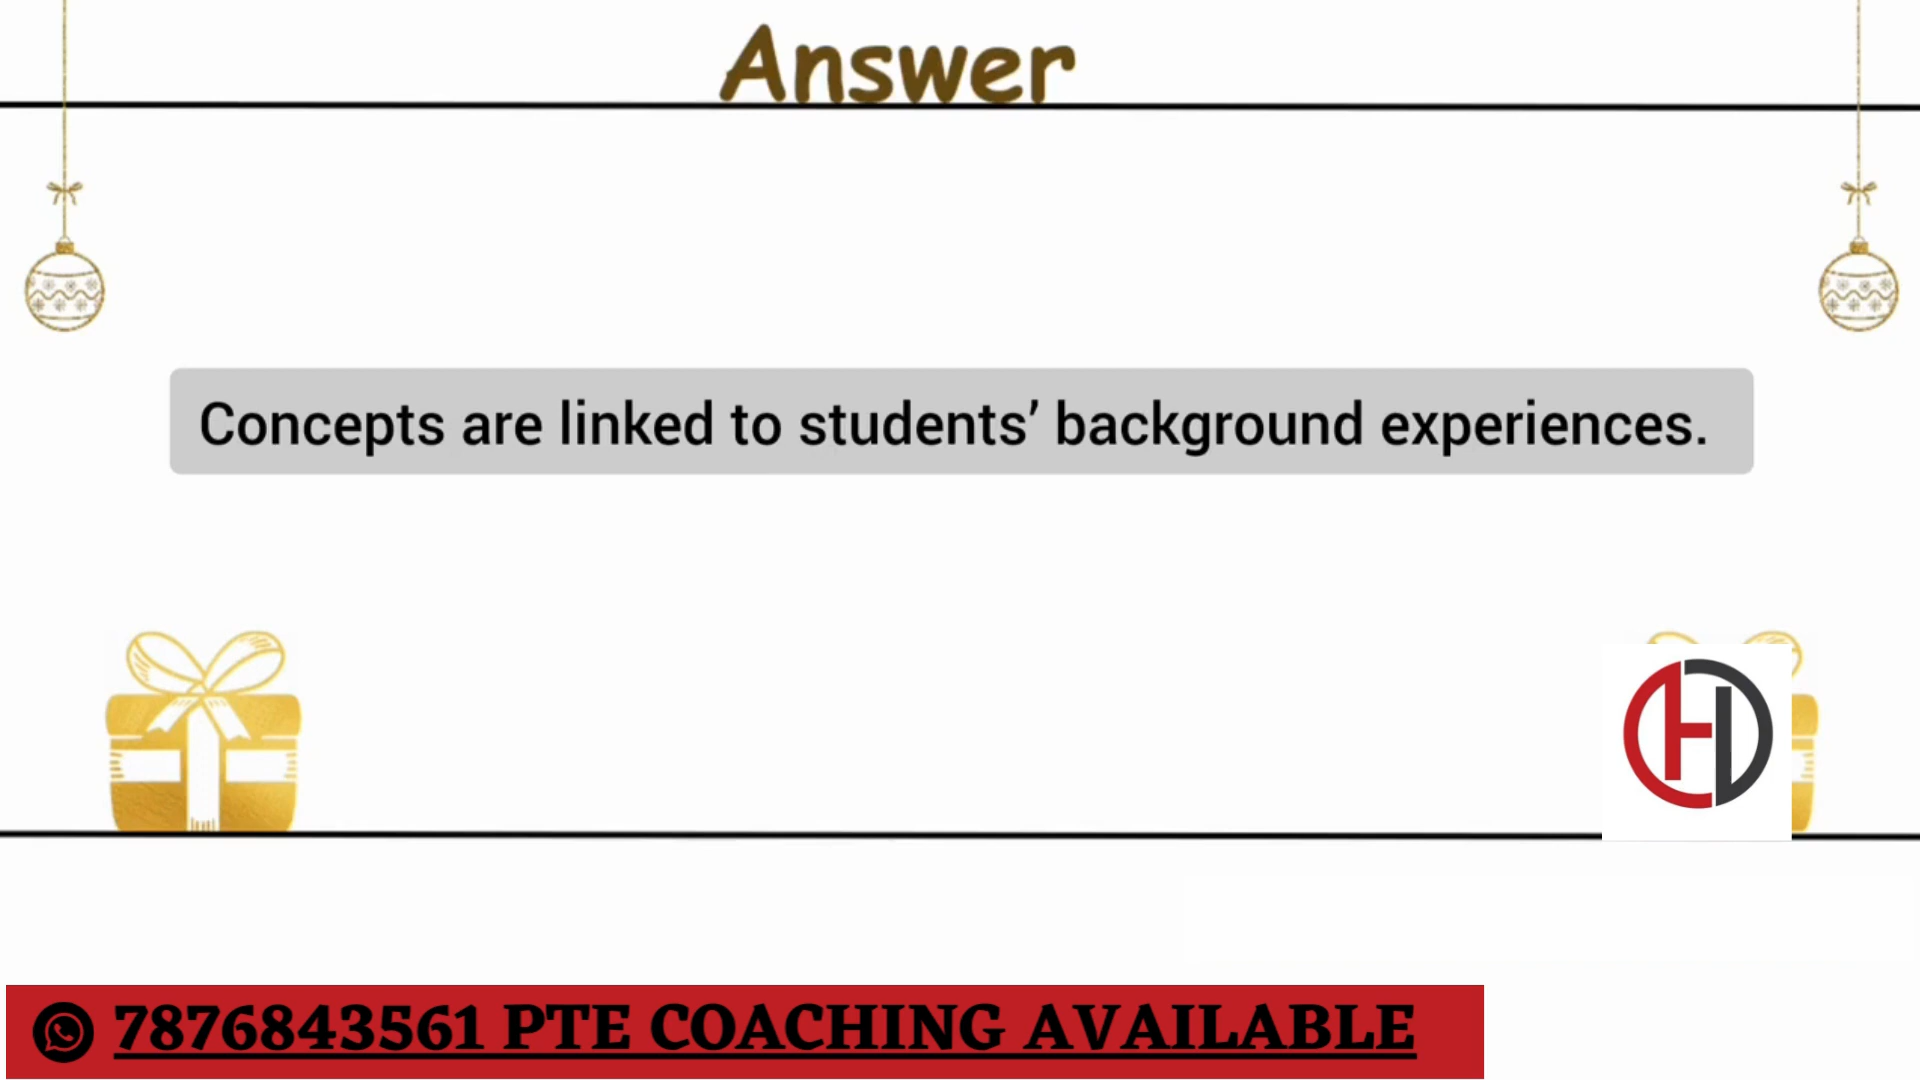 Answer
Concepts are linked to students’ background experiences.
7876843561 PTE COACHING AVAILABLE